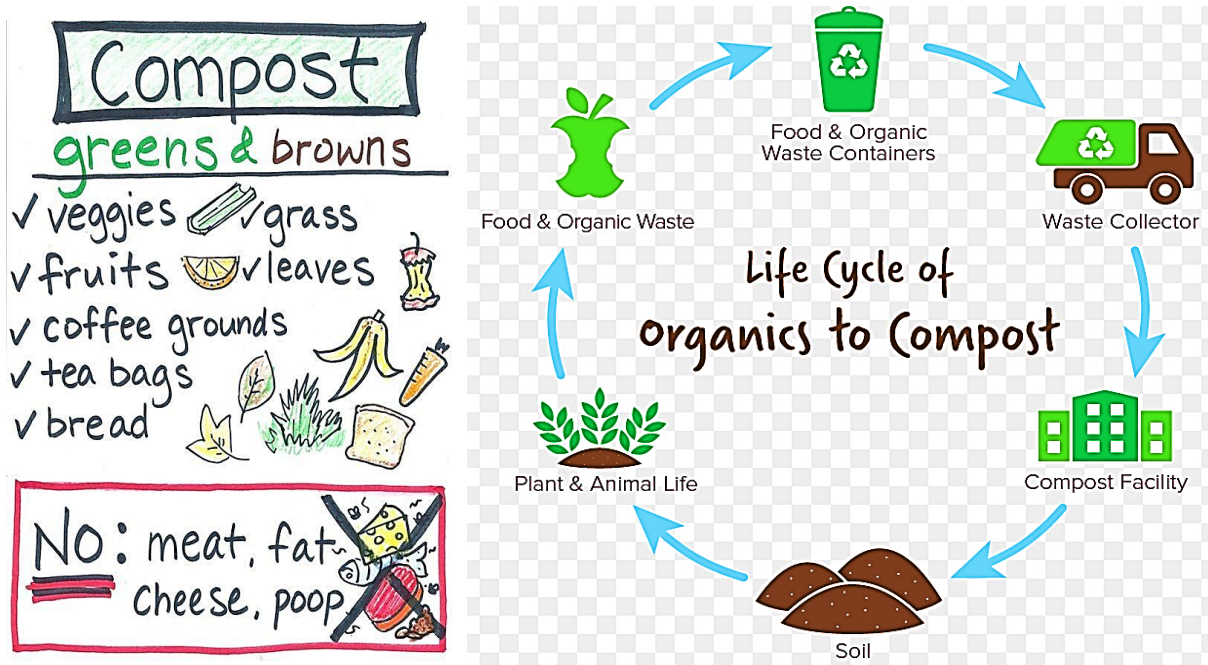 Compost
greens & browns
✓ veggies ✓ grass
✓ fruits ✓ leaves
✓ coffee grounds
✓ tea bags
✓ bread
NO: meat, fat
cheese, poop
Food & Organic
Waste Containers
Food & Organic Waste
Waste Collector
Life Cycle of
Organics to Compost
Plant & Animal Life
Compost Facility
Soil